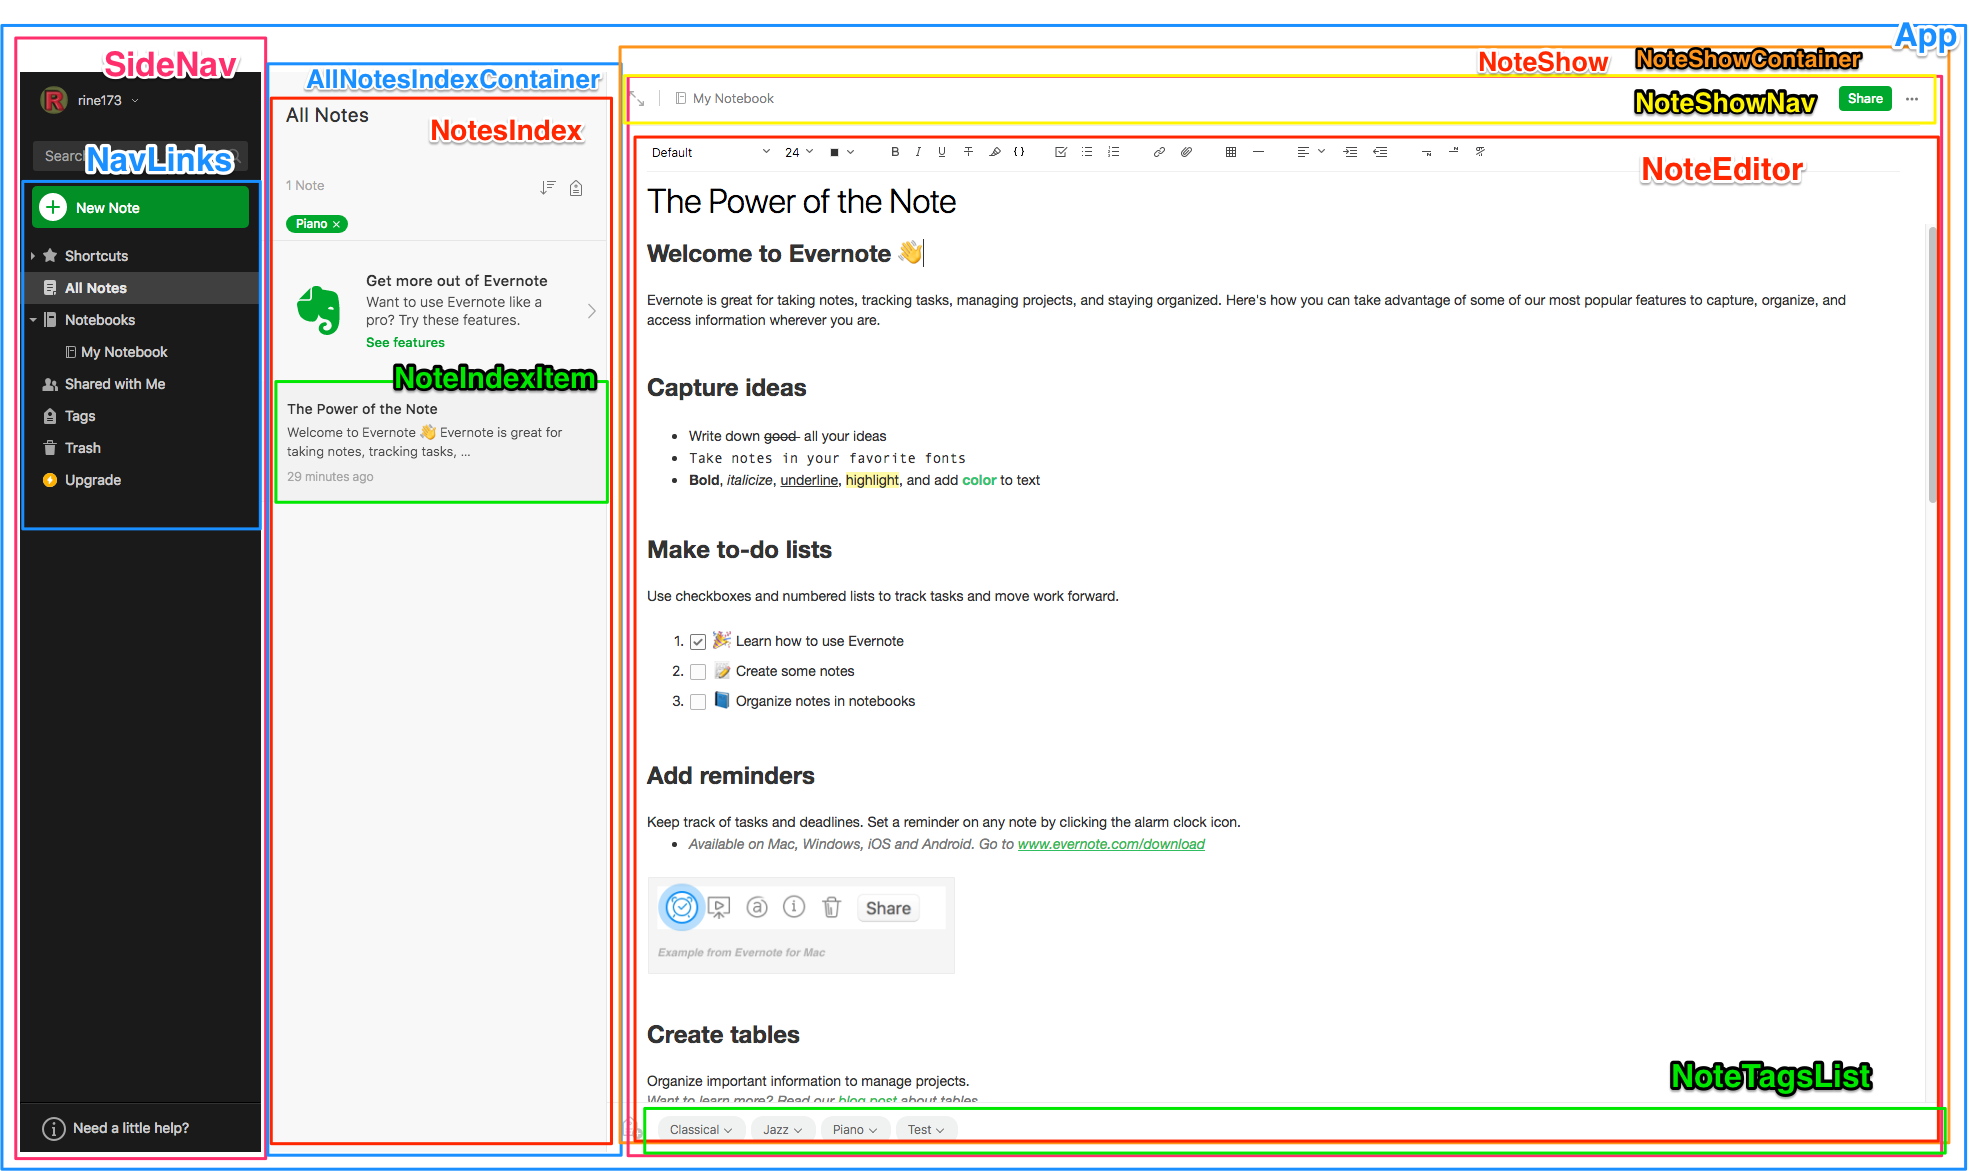 App
SideNav
rine173
Search
NavLinks
New Note
Shortcuts
All Notes
Notebooks
My Notebook
Shared with Me
Tags
Trash
Upgrade
Need a little help?
AllNotesIndexContainer
All Notes
NotesIndex
1 Note
Piano ×
Get more out of Evernote
Want to use Evernote like a
pro? Try these features.
See features
NoteIndexItem
The Power of the Note
Welcome to Evernote 👋 Evernote is great for
taking notes, tracking tasks, ...
29 minutes ago
NoteShow
NoteShowContainer
My Notebook
NoteShowNav
Share
Default
24
B I U T {}
NoteEditor
The Power of the Note
Welcome to Evernote 👋
Evernote is great for taking notes, tracking tasks, managing projects, and staying organized. Here's how you can take advantage of some of our most popular features to capture, organize, and
access information wherever you are.
Capture ideas
• Write down good all your ideas
• Take notes in your favorite fonts
• Bold, italicize, underline, highlight, and add color to text
Make to-do lists
Use checkboxes and numbered lists to track tasks and move work forward.
1. 🎉 Learn how to use Evernote
2. 📝 Create some notes
3. 📘 Organize notes in notebooks
Add reminders
Keep track of tasks and deadlines. Set a reminder on any note by clicking the alarm clock icon.
• Available on Mac, Windows, iOS and Android. Go to www.evernote.com/download
Share
Example from Evernote for Mac
Create tables
Organize important information to manage projects.
Want to learn more? Read our blog post about tables
NoteTagsList
Classical
Jazz
Piano
Test